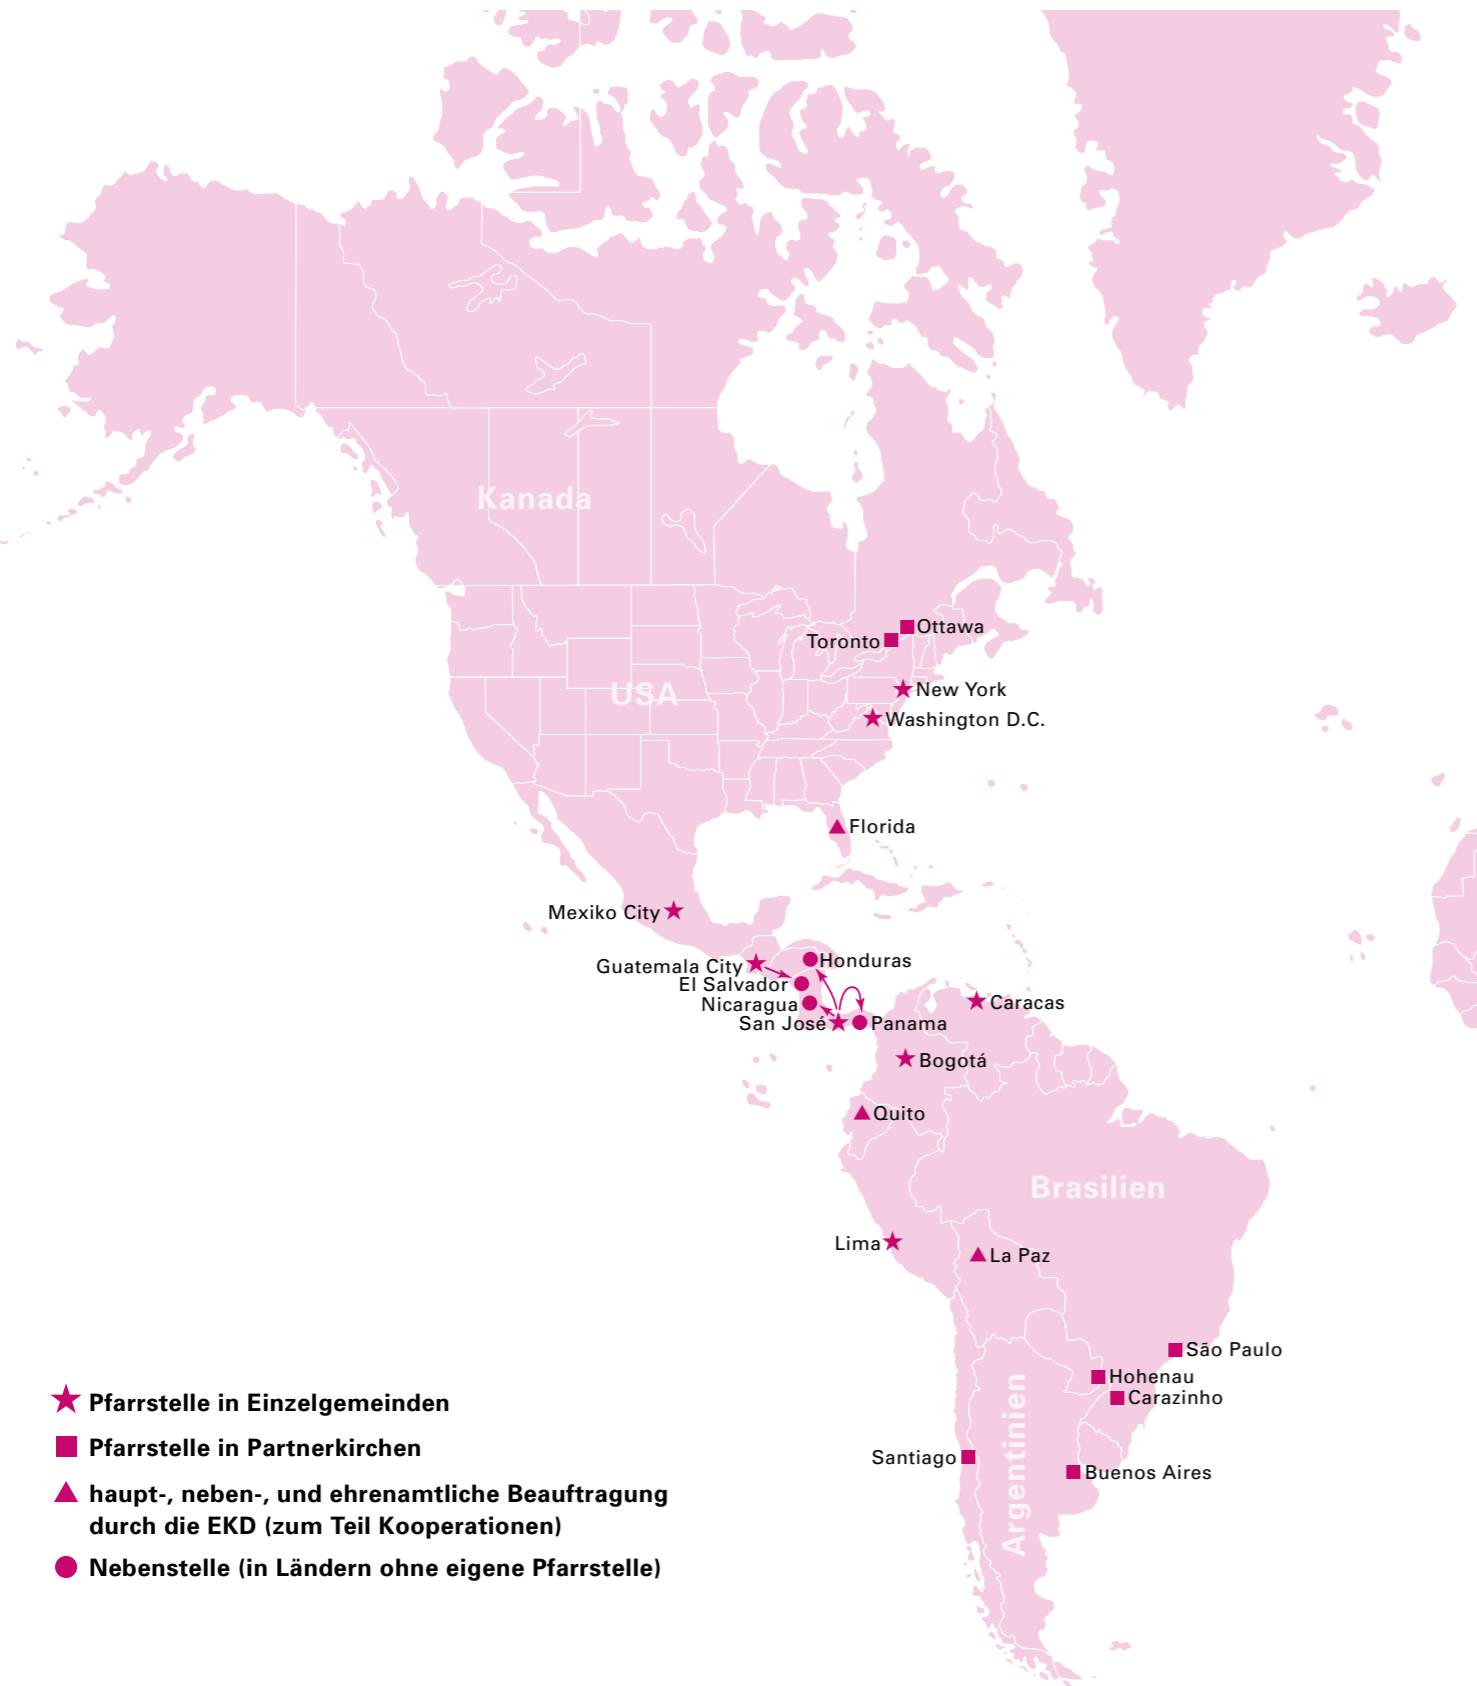 Kanada
Ottawa
Toronto
New York
USA
Washington D.C.
Florida
Mexiko City
Honduras
Guatemala City
El Salvador
Nicaragua
Caracas
San José
Panama
Bogotá
Quito
Brasilien
Lima
La Paz
São Paulo
Hohenau
Carazinho
Argentinien
Santiago
Buenos Aires
Pfarrstelle in Einzelgemeinden
Pfarrstelle in Partnerkirchen
haupt-, neben-, und ehrenamtliche Beauftragung
durch die EKD (zum Teil Kooperationen)
Nebenstelle (in Ländern ohne eigene Pfarrstelle)